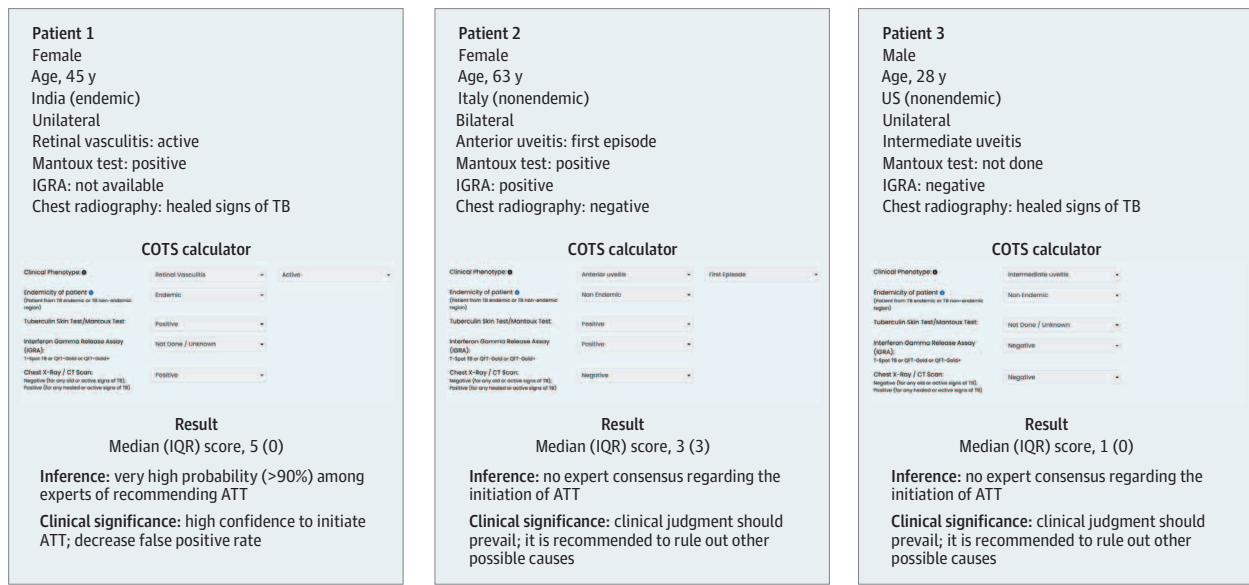 Patient 1
Female
Age, 45 y
India (endemic)
Unilateral
Retinal vasculitis: active
Mantoux test: positive
IGRA: not available
Chest radiography: healed signs of TB
COTS calculator
Clinical Phenotype:
Retinal Vasculitis
Active
Endemicity of patient
(Patient from TB endemic or TB non-endemic
region)
Endemic
Tuberculin Skin Test/Mantoux Test:
Positive
Interferon Gamma Release Assay
(IGRA):
T-Spot TB or QFT-Gold or QFT-Gold+
Not Done / Unknown
Chest X-Ray / CT Scan:
Negative (for any old or active signs of TB);
Positive (for any healed or active signs of TB)
Positive
Result
Median (IQR) score, 5 (0)
Inference: very high probability (>90%) among
experts of recommending ATT
Clinical significance: high confidence to initiate
ATT; decrease false positive rate
Patient 2
Female
Age, 63 y
Italy (nonendemic)
Bilateral
Anterior uveitis: first episode
Mantoux test: positive
IGRA: positive
Chest radiography: negative
COTS calculator
Clinical Phenotype:
Anterior uveitis
First Episode
Endemicity of patient
(Patient from TB endemic or TB non-endemic
region)
Non Endemic
Tuberculin Skin Test/Mantoux Test:
Positive
Interferon Gamma Release Assay
(IGRA):
T-Spot TB or QFT-Gold or QFT-Gold+
Positive
Chest X-Ray / CT Scan:
Negative (for any old or active signs of TB);
Positive (for any healed or active signs of TB)
Negative
Result
Median (IQR) score, 3 (3)
Inference: no expert consensus regarding the
initiation of ATT
Clinical significance: clinical judgment should
prevail; it is recommended to rule out other
possible causes
Patient 3
Male
Age, 28 y
US (nonendemic)
Unilateral
Intermediate uveitis
Mantoux test: not done
IGRA: negative
Chest radiography: healed signs of TB
COTS calculator
Clinical Phenotype:
Intermediate uveitis
Endemicity of patient
(Patient from TB endemic or TB non-endemic
region)
Non Endemic
Tuberculin Skin Test/Mantoux Test:
Not Done / Unknown
Interferon Gamma Release Assay
(IGRA):
T-Spot TB or QFT-Gold or QFT-Gold+
Negative
Chest X-Ray / CT Scan:
Negative (for any old or active signs of TB);
Positive (for any healed or active signs of TB)
Negative
Result
Median (IQR) score, 1 (0)
Inference: no expert consensus regarding the
initiation of ATT
Clinical significance: clinical judgment should
prevail; it is recommended to rule out other
possible causes